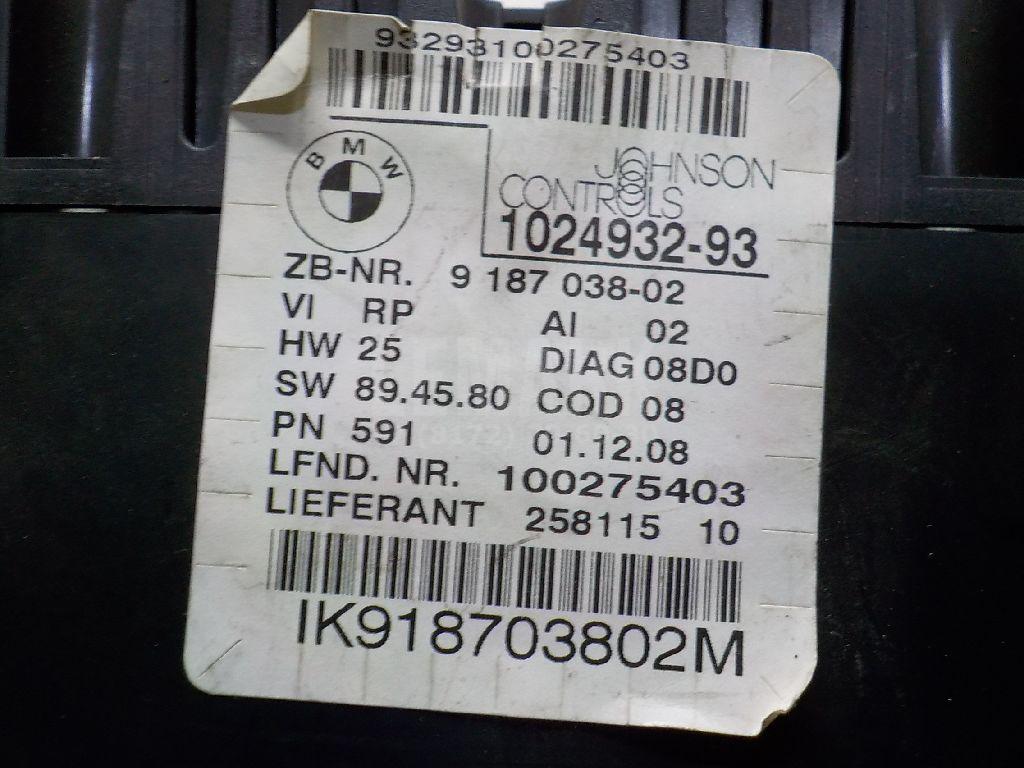 93293100275403
BMW
JOHNSON
CONTROLS
1024932-93
ZB-NR. 9 187 038-02
VI RP AI 02
HW 25 DIAG 08D0
SW 89.45.80 COD 08
PN 591 01.12.08
LFND. NR. 100275403
LIEFERANT 258115 10
IK918703802M